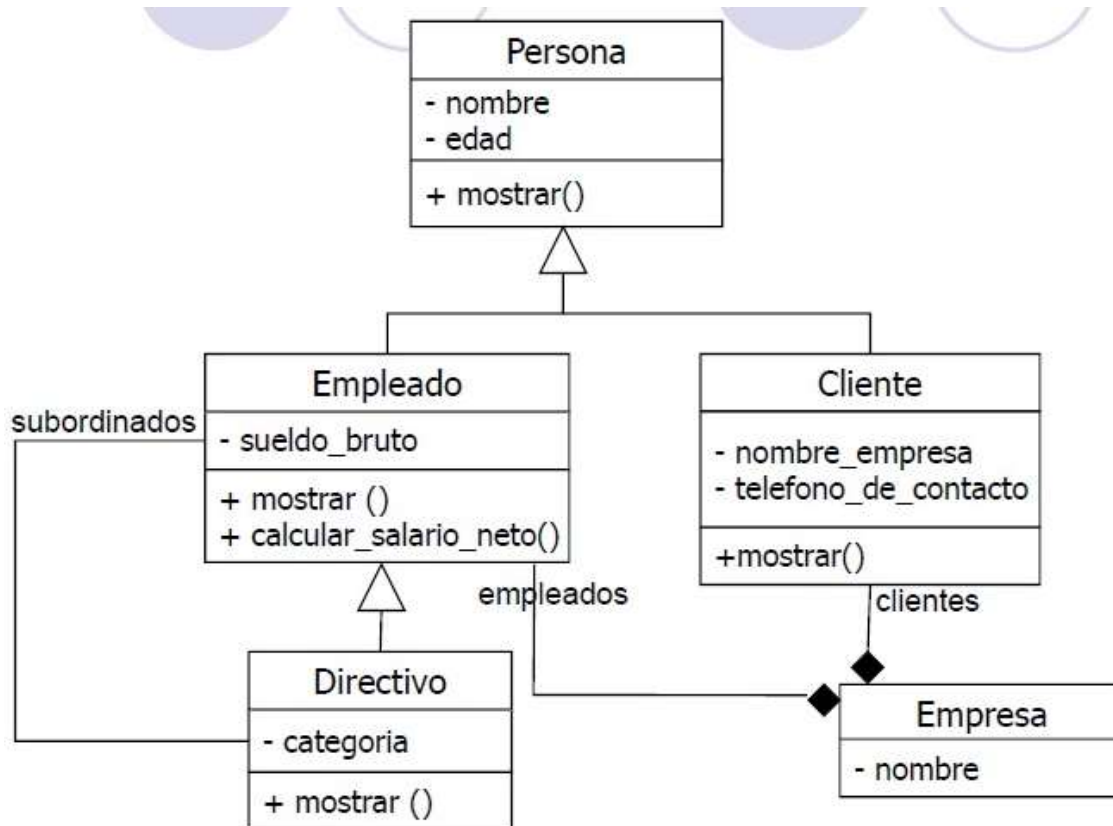 Persona
- nombre
- edad
+ mostrar()
Empleado
- sueldo_bruto
+ mostrar ()
+ calcular_salario_neto()
Cliente
- nombre_empresa
- telefono_de_contacto
+mostrar()
subordinados
empleados
clientes
Directivo
- categoria
+ mostrar ()
Empresa
- nombre